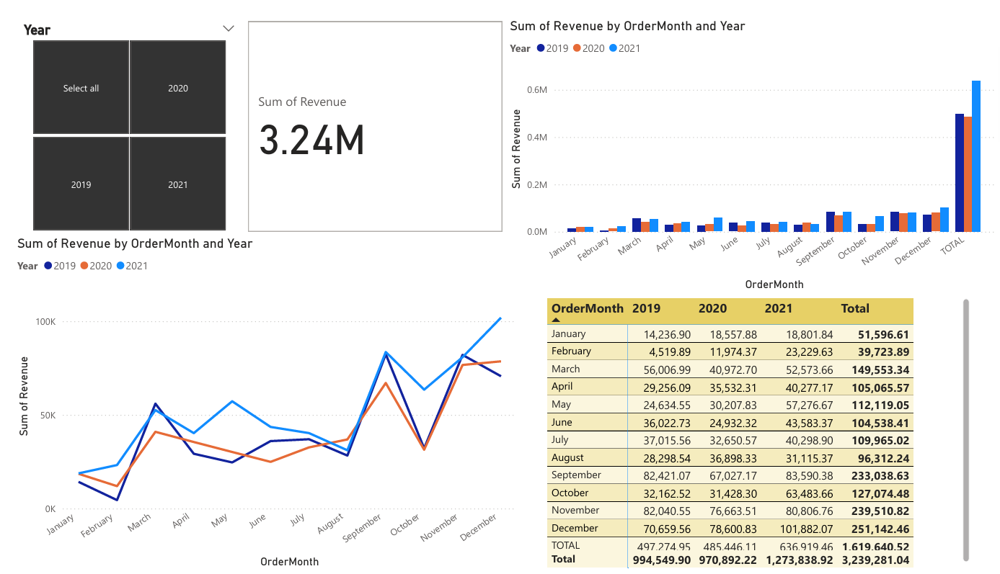 Year
Select all
2020
2019
2021
Sum of Revenue
3.24M
Sum of Revenue by OrderMonth and Year
Year 2019 2020 2021
Sum of Revenue
0.6M
0.4M
0.2M
0.0M
January February March April May June July August September October November December TOTAL
OrderMonth
Sum of Revenue by OrderMonth and Year
Year 2019 2020 2021
Sum of Revenue
100K
50K
0K
January February March April May June July August September October November December
OrderMonth
OrderMonth 2019 2020 2021 Total
January 14,236.90 18,557.88 18,801.84 51,596.61
February 4,519.89 11,974.37 23,229.63 39,723.89
March 56,006.99 40,972.70 52,573.66 149,553.34
April 29,256.09 35,532.31 40,277.17 105,065.57
May 24,634.55 30,207.83 57,276.67 112,119.05
June 36,022.73 24,932.32 43,583.37 104,538.41
July 37,015.56 32,650.57 40,298.90 109,965.02
August 28,298.54 36,898.33 31,115.37 96,312.24
September 82,421.07 67,027.17 83,590.38 233,038.63
October 32,162.52 31,428.30 63,483.66 127,074.48
November 82,040.55 76,663.51 80,806.76 239,510.82
December 70,659.56 78,600.83 101,882.07 251,142.46
TOTAL 497,274.95 485,446.11 636,919.46 1,619,640.52
Total 994,549.90 970,892.22 1,273,838.92 3,239,281.04